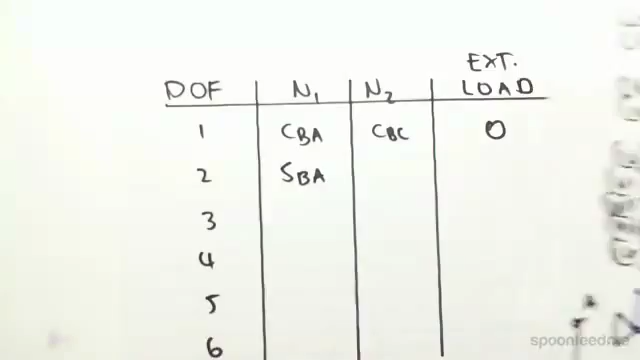 EXT.
DOF N₁ N₂ LOAD
1 CBA CBC 0
2 SBA
3
4
5
6
spoonfeedme